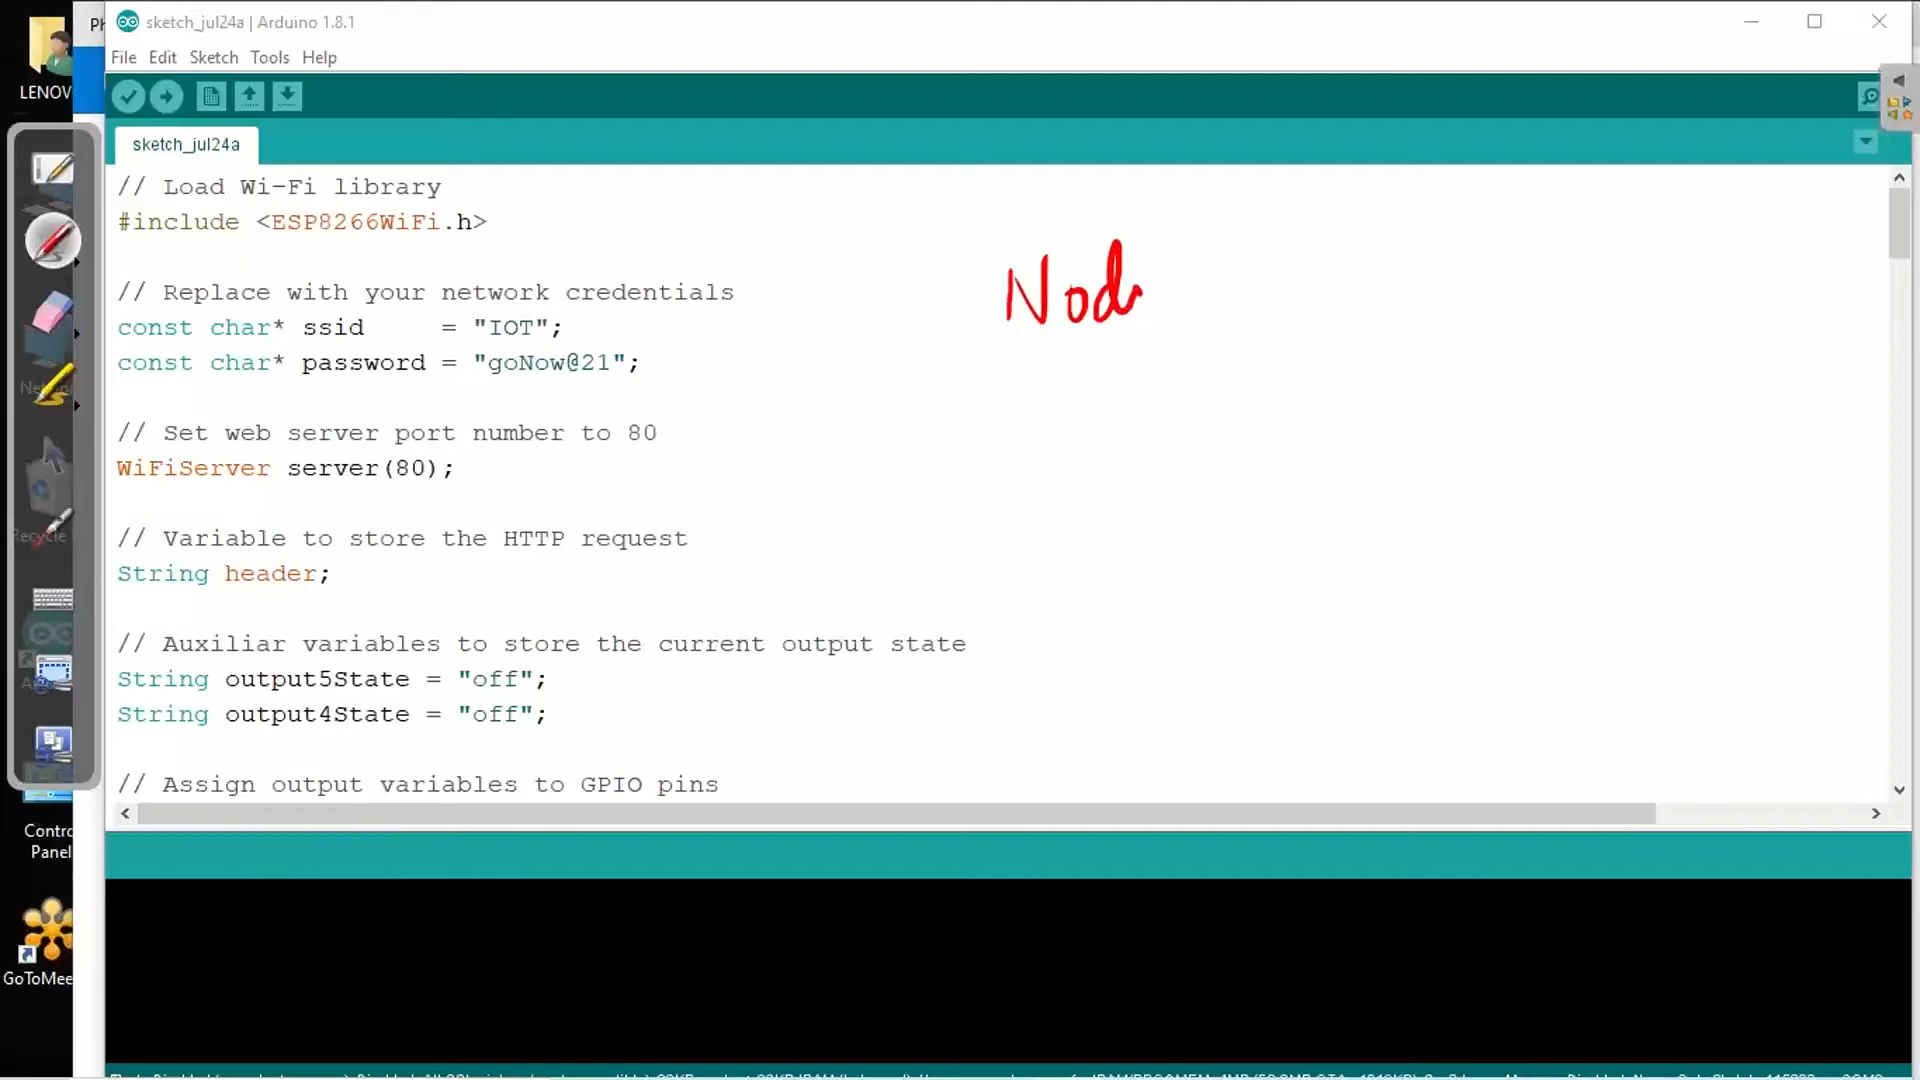 LENOV
Ph
sketch_jul24a | Arduino 1.8.1
File Edit Sketch Tools Help
sketch_jul24a
// Load Wi-Fi library
#include <ESP8266WiFi.h>
// Replace with your network credentials
const char* ssid     = "IOT";
const char* password = "goNow@21";
// Set web server port number to 80
WiFiServer server(80);
// Variable to store the HTTP request
String header;
// Auxiliar variables to store the current output state
String output5State = "off";
String output4State = "off";
// Assign output variables to GPIO pins
Nod
Recycle
Contro
Panel
GoToMee